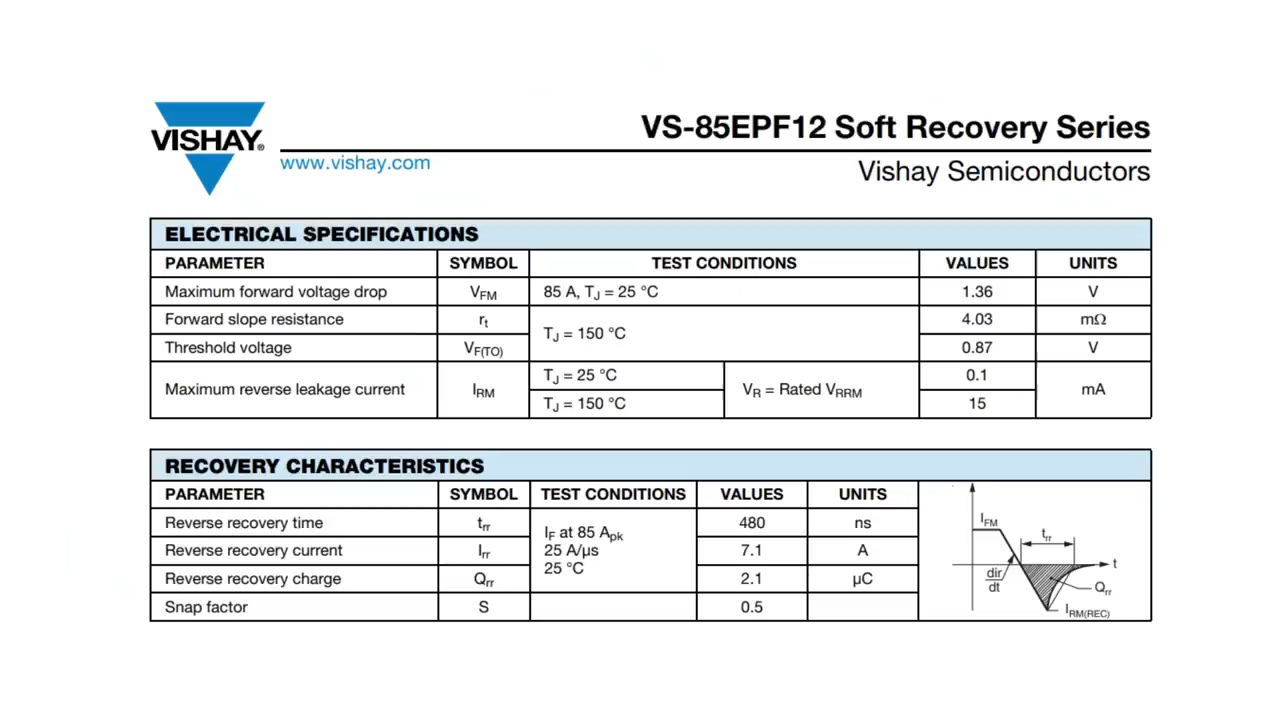 VISHAY®
www.vishay.com
VS-85EPF12 Soft Recovery Series
Vishay Semiconductors
ELECTRICAL SPECIFICATIONS
PARAMETER SYMBOL TEST CONDITIONS VALUES UNITS
Maximum forward voltage drop VFM 85 A, TJ = 25 °C 1.36 V
Forward slope resistance rt TJ = 150 °C 4.03 mΩ
Threshold voltage VF(TO) 0.87 V
Maximum reverse leakage current IRM TJ = 25 °C VR = Rated VRRM 0.1 mA
TJ = 150 °C 15
RECOVERY CHARACTERISTICS
PARAMETER SYMBOL TEST CONDITIONS VALUES UNITS
Reverse recovery time trr IF at 85 Apk 480 ns
Reverse recovery current Irr 25 A/µs 7.1 A
Reverse recovery charge Qrr 25 °C 2.1 µC
Snap factor S 0.5
IFM
trr
t
dir
dt
Qrr
IRM(REC)